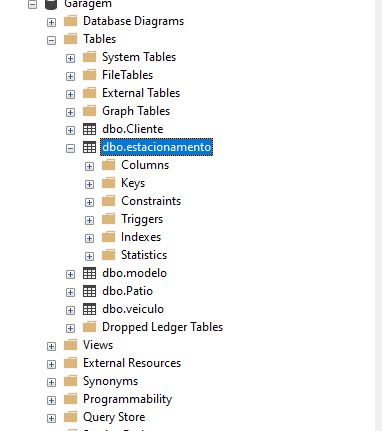 Garagem
Database Diagrams
Tables
System Tables
FileTables
External Tables
Graph Tables
dbo.Cliente
dbo.estacionamento
Columns
Keys
Constraints
Triggers
Indexes
Statistics
dbo.modelo
dbo.Patio
dbo.veiculo
Dropped Ledger Tables
Views
External Resources
Synonyms
Programmability
Query Store